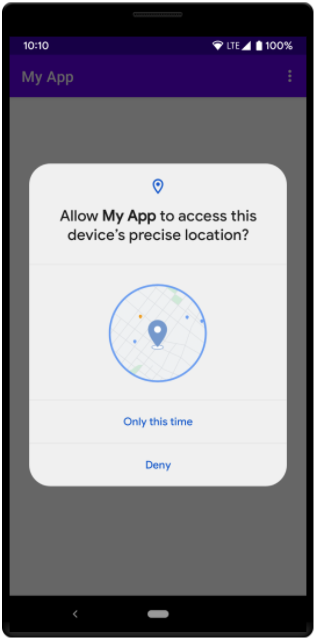 10:10 LTE 100%
My App
Allow My App to access this
device's precise location?
Only this time
Deny